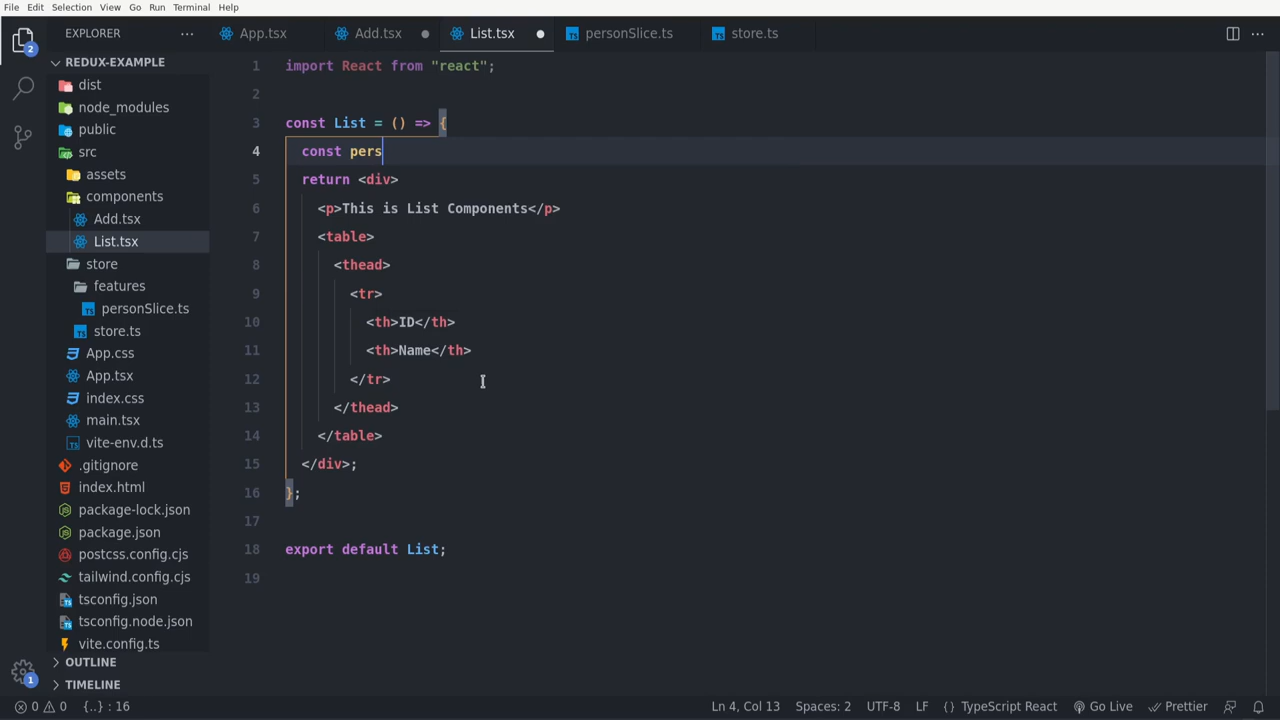 File Edit Selection View Go Run Terminal Help
EXPLORER ···
App.tsx Add.tsx List.tsx personSlice.ts store.ts
REDUX-EXAMPLE
dist
node_modules
public
src
assets
components
Add.tsx
List.tsx
store
features
personSlice.ts
store.ts
App.css
App.tsx
index.css
main.tsx
vite-env.d.ts
.gitignore
index.html
package-lock.json
package.json
postcss.config.cjs
tailwind.config.cjs
tsconfig.json
tsconfig.node.json
vite.config.ts
OUTLINE
TIMELINE
2
1
1 import React from "react";
2
3 const List = () => {
4 const pers
5 return <div>
6 <p>This is List Components</p>
7 <table>
8 <thead>
9 <tr>
10 <th>ID</th>
11 <th>Name</th>
12 </tr>
13 </thead>
14 </table>
15 </div>;
16 };
17
18 export default List;
19
0 0 {..} : 16 Ln 4, Col 13 Spaces: 2 UTF-8 LF {} TypeScript React Go Live Prettier